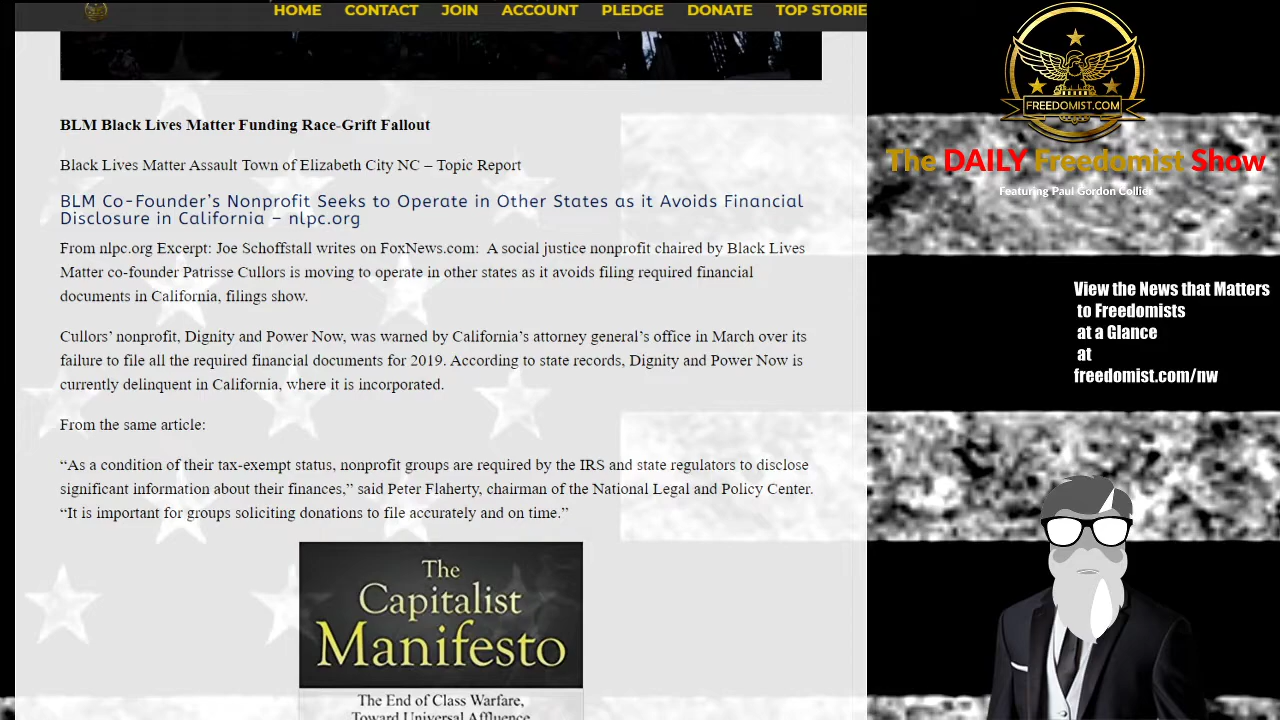 HOME CONTACT JOIN ACCOUNT PLEDGE DONATE TOP STORIE
BLM Black Lives Matter Funding Race-Grift Fallout
Black Lives Matter Assault Town of Elizabeth City NC – Topic Report
BLM Co-Founder's Nonprofit Seeks to Operate in Other States as it Avoids Financial
Disclosure in California – nlpc.org
From nlpc.org Excerpt: Joe Schoffstall writes on FoxNews.com:  A social justice nonprofit chaired by Black Lives
Matter co-founder Patrisse Cullors is moving to operate in other states as it avoids filing required financial
documents in California, filings show.
Cullors’ nonprofit, Dignity and Power Now, was warned by California’s attorney general’s office in March over its
failure to file all the required financial documents for 2019. According to state records, Dignity and Power Now is
currently delinquent in California, where it is incorporated.
From the same article:
“As a condition of their tax-exempt status, nonprofit groups are required by the IRS and state regulators to disclose
significant information about their finances,” said Peter Flaherty, chairman of the National Legal and Policy Center.
“It is important for groups soliciting donations to file accurately and on time.”
The
Capitalist
Manifesto
The End of Class Warfare,
Toward Universal Affluence
FREEDOMIST.COM
The DAILY Freedomist Show
Featuring Paul Gordon Collier
View the News that Matters
to Freedomists
at a Glance
at
freedomist.com/nw